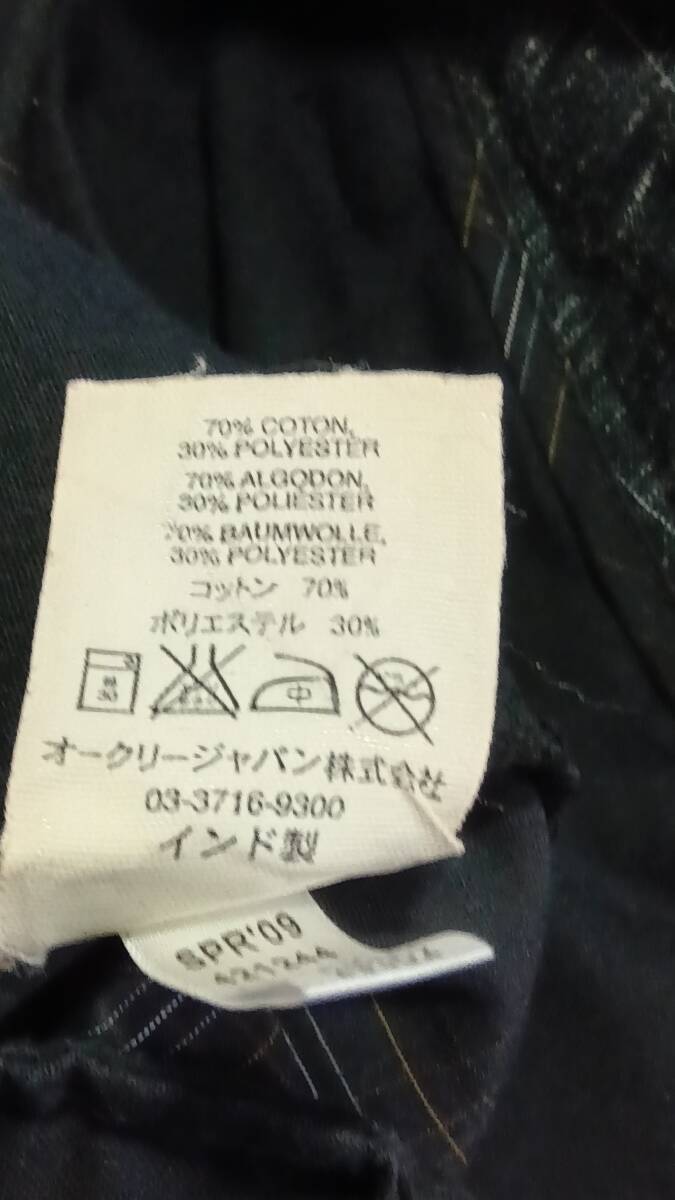 70% COTON,
30% POLYESTER
70% ALGODON,
30% POLIESTER
70% BAUMWOLLE,
30% POLYESTER
コットン 70%
ポリエステル 30%
30
中
オークリージャパン株式会社
03-3716-9300
インド製
SPR'09
421244